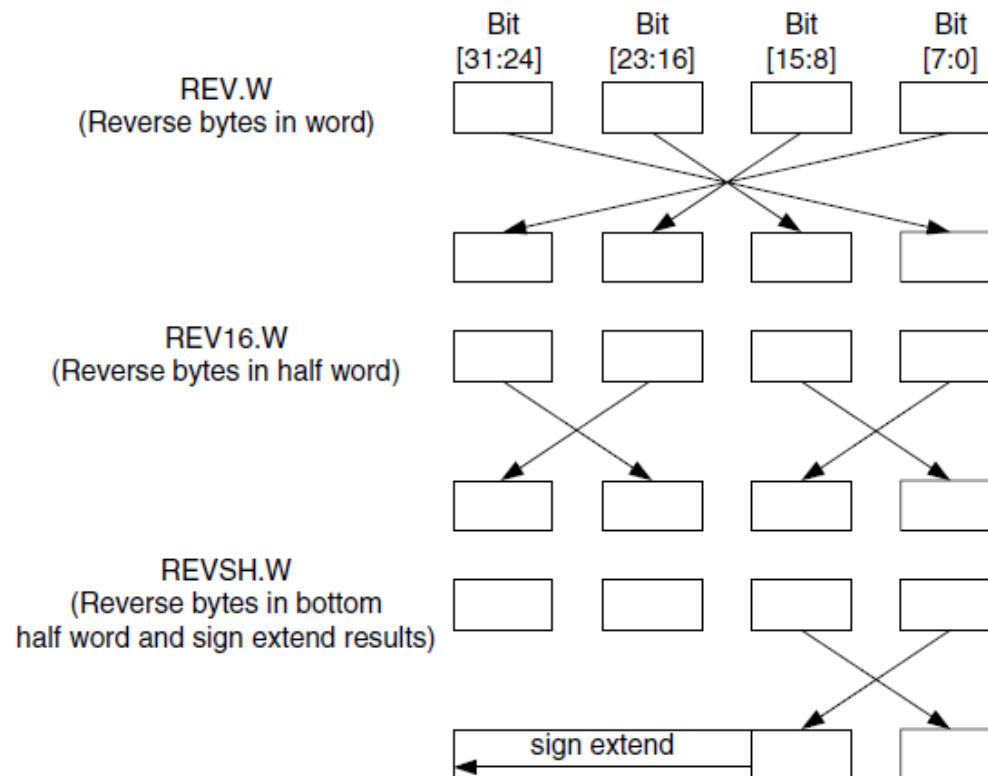 Bit Bit Bit Bit
[31:24] [23:16] [15:8] [7:0]
REV.W
(Reverse bytes in word)
REV16.W
(Reverse bytes in half word)
REVSH.W
(Reverse bytes in bottom
half word and sign extend results)
sign extend